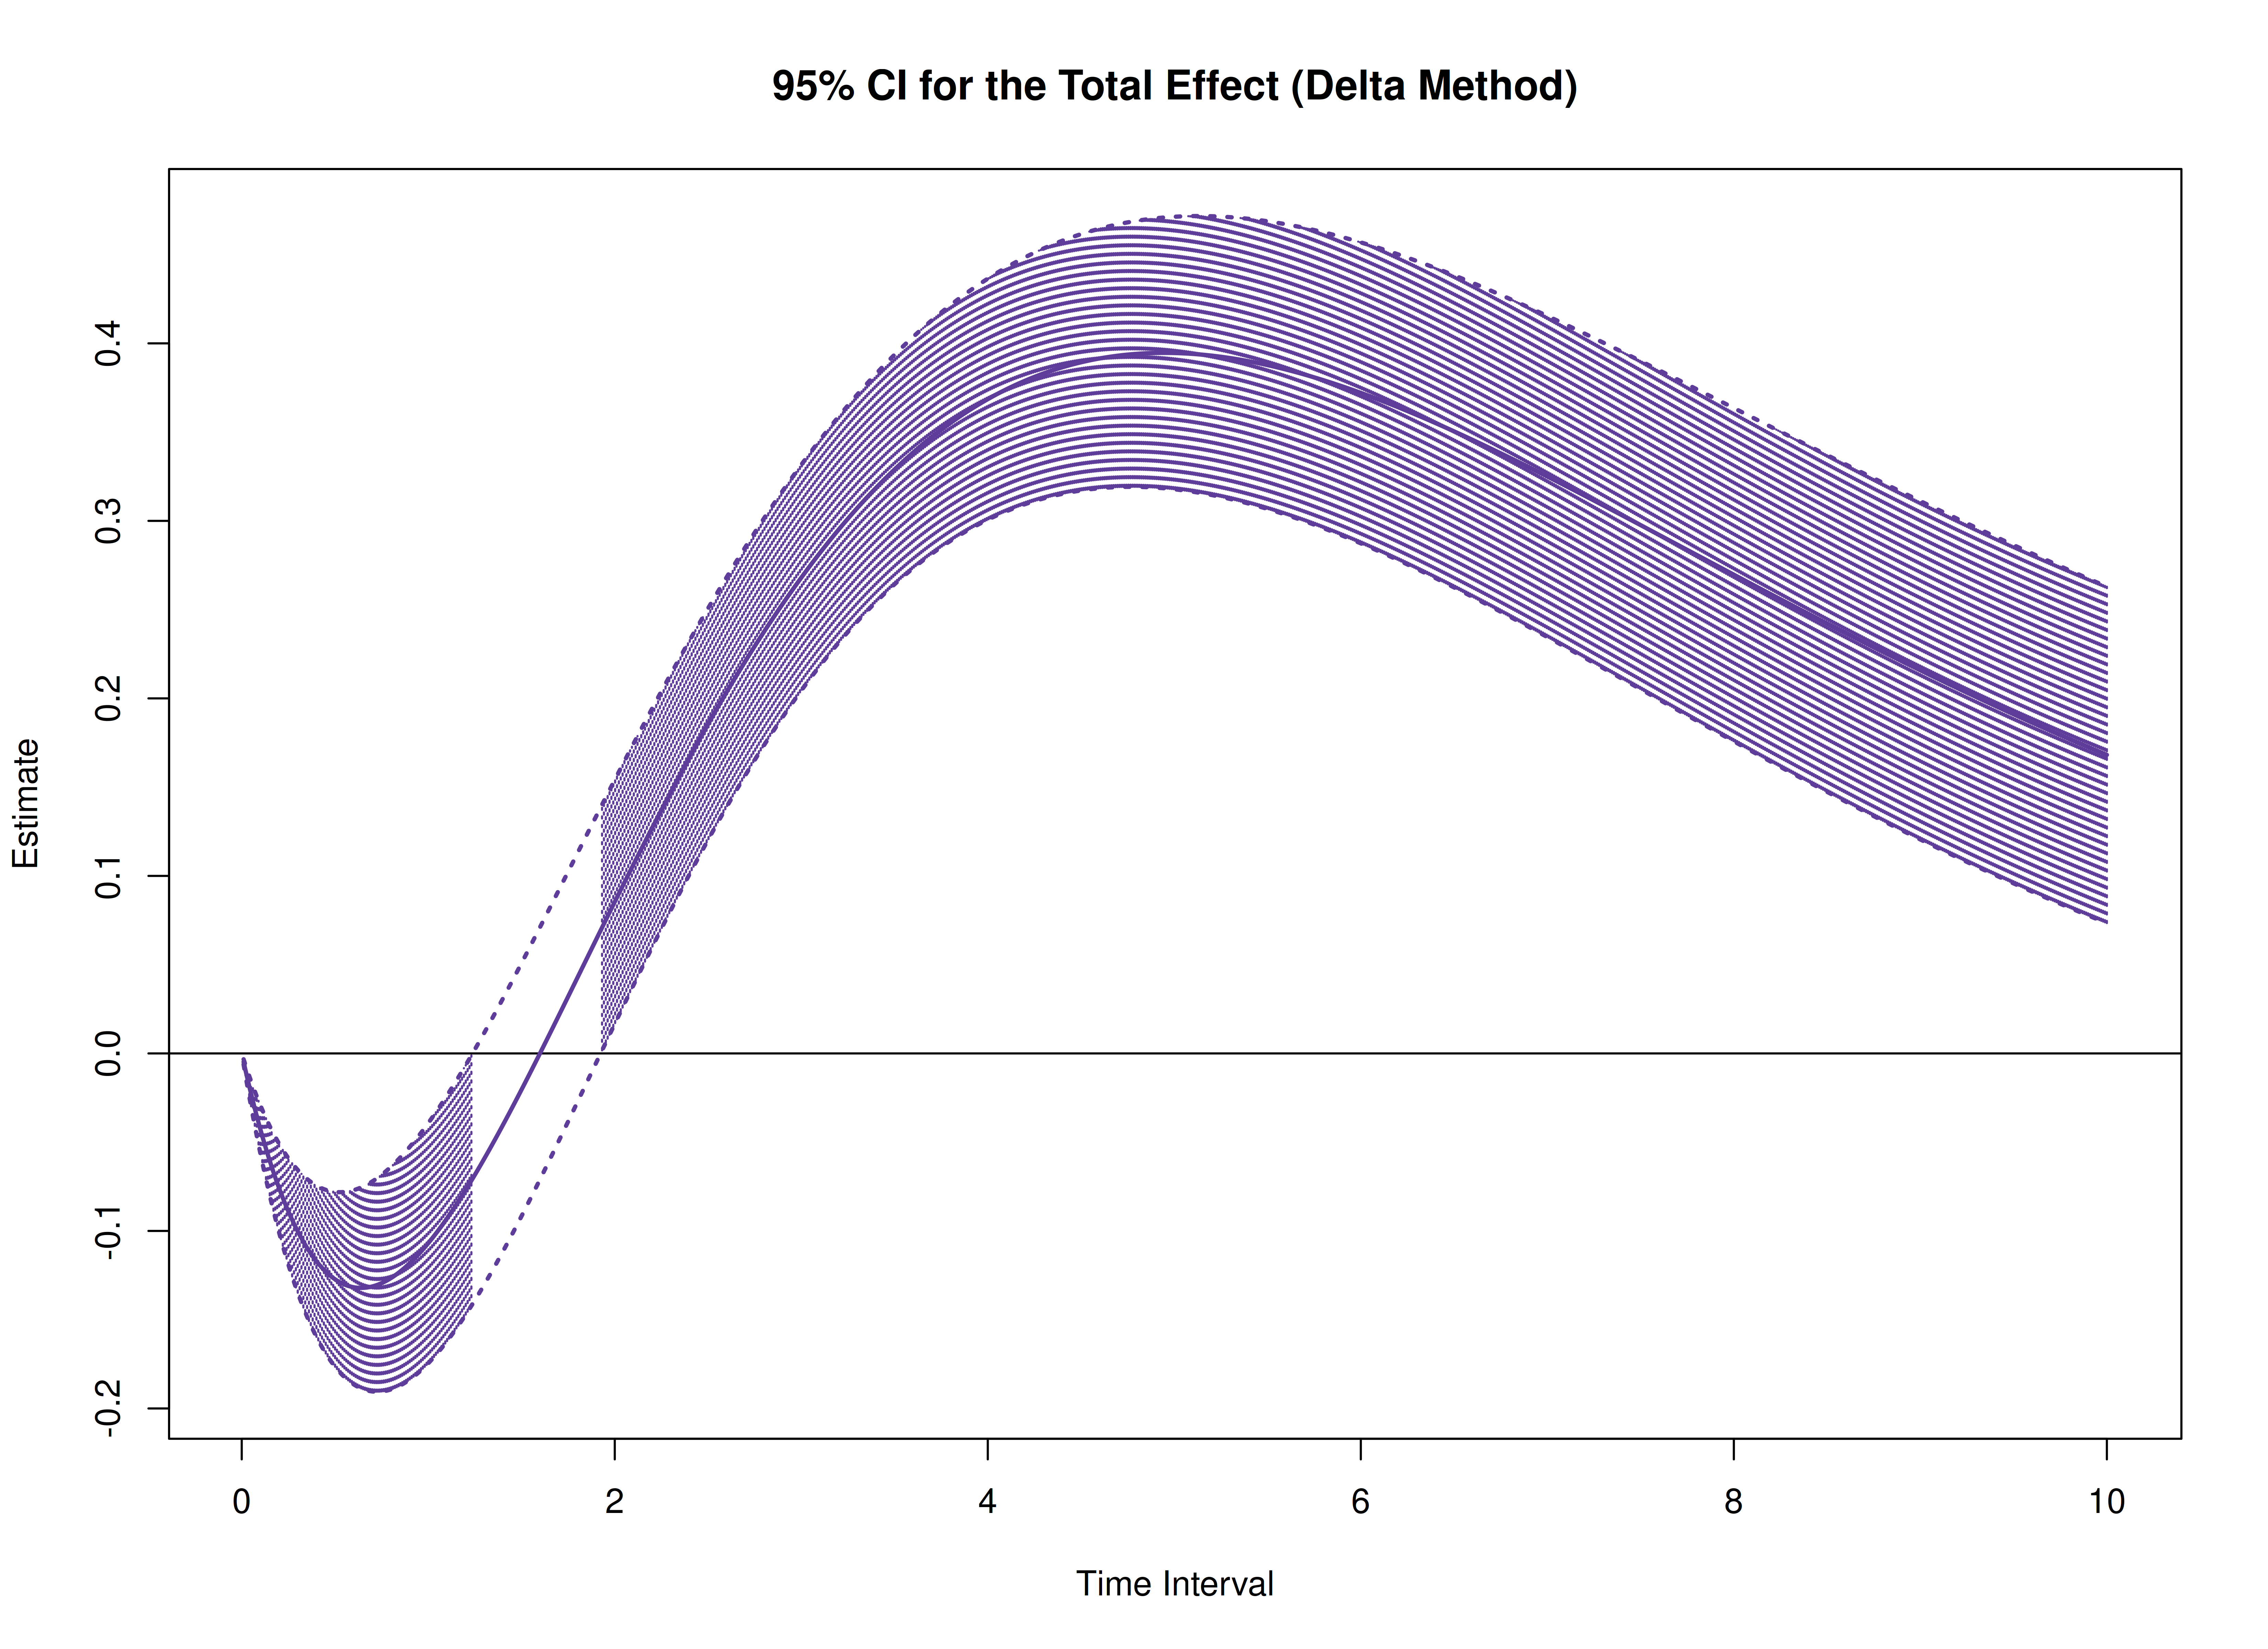 95% CI for the Total Effect (Delta Method)
Estimate
0.4
0.3
0.2
0.1
0.0
-0.1
-0.2
0 2 4 6 8 10
Time Interval